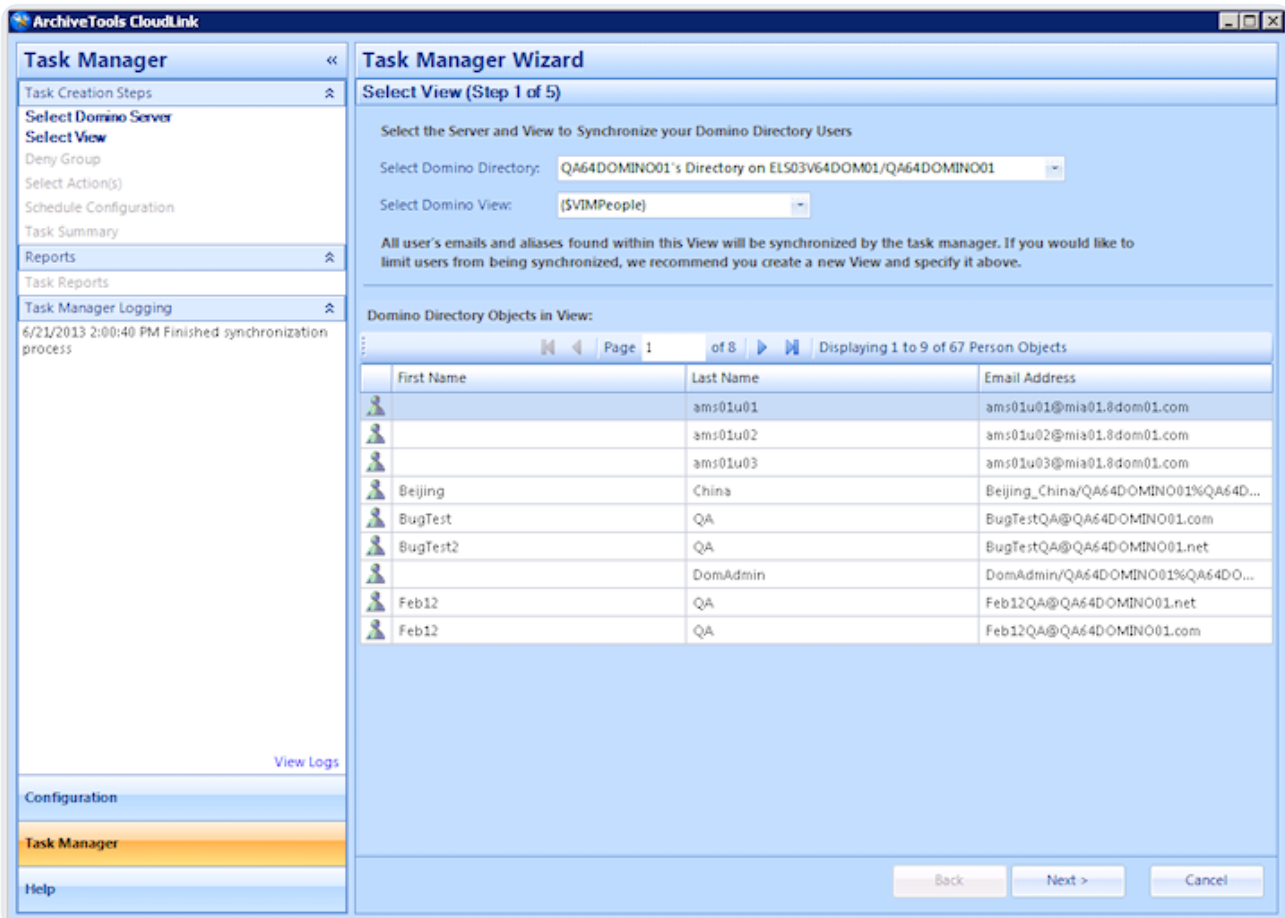 ArchiveTools CloudLink
Task Manager «
Task Creation Steps
Select Domino Server
Select View
Deny Group
Select Action(s)
Schedule Configuration
Task Summary
Reports
Task Reports
Task Manager Logging
6/21/2013 2:00:40 PM Finished synchronization
process
View Logs
Configuration
Task Manager
Help
Task Manager Wizard
Select View (Step 1 of 5)
Select the Server and View to Synchronize your Domino Directory Users
Select Domino Directory: QA64DOMINO01's Directory on ELS03V64DOM01/QA64DOMINO01
Select Domino View: ($VIMPeople)
All user's emails and aliases found within this View will be synchronized by the task manager. If you would like to
limit users from being synchronized, we recommend you create a new View and specify it above.
Domino Directory Objects in View:
Page 1 of 8 Displaying 1 to 9 of 67 Person Objects
First Name Last Name Email Address
ams01u01 ams01u01@mia01.8dom01.com
ams01u02 ams01u02@mia01.8dom01.com
ams01u03 ams01u03@mia01.8dom01.com
Beijing China Beijing_China/QA64DOMINO01%QA64D...
BugTest QA BugTestQA@QA64DOMINO01.com
BugTest2 QA BugTestQA@QA64DOMINO01.net
DomAdmin DomAdmin/QA64DOMINO01%QA64DO...
Feb12 QA Feb12QA@QA64DOMINO01.net
Feb12 QA Feb12QA@QA64DOMINO01.com
Back Next > Cancel